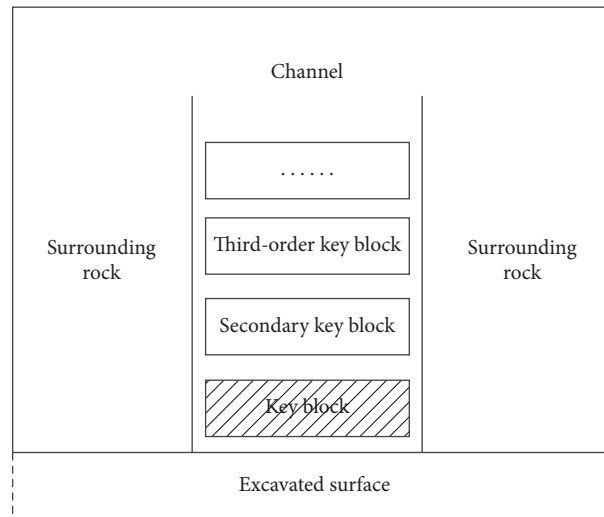 Channel
. . . . . .
Third-order key block
Surrounding
rock
Surrounding
rock
Secondary key block
Key block
Excavated surface